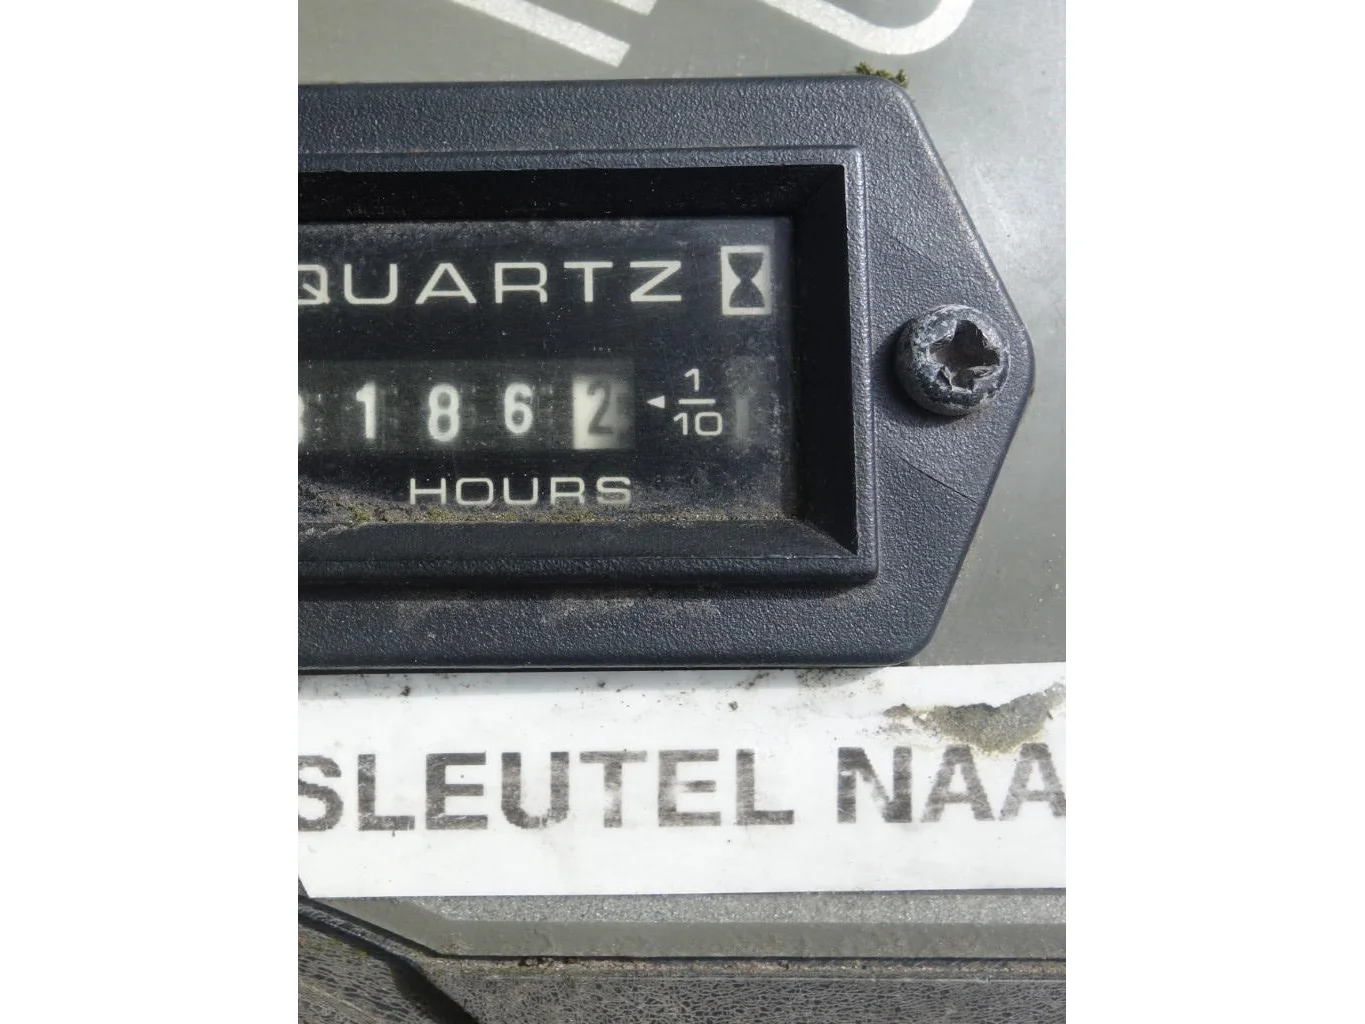 QUARTZ
1862
1/10
HOURS
SLEUTEL NAA